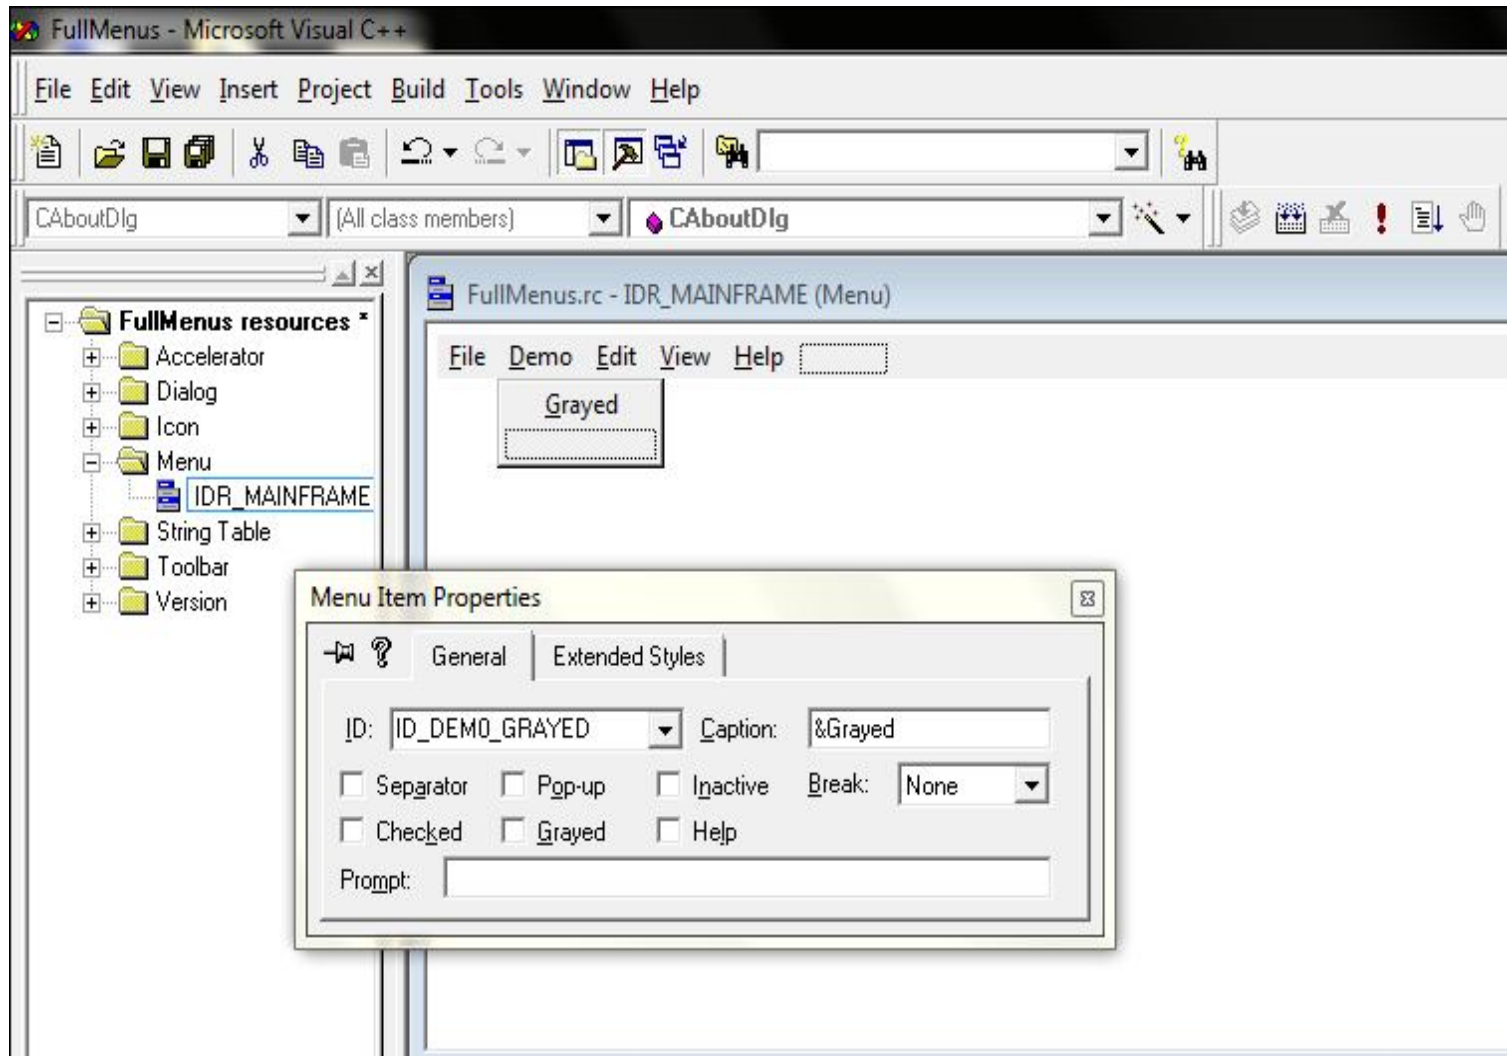 FullMenus - Microsoft Visual C++
File Edit View Insert Project Build Tools Window Help
CAboutDlg (All class members) CAboutDlg
FullMenus resources *
Accelerator
Dialog
Icon
Menu
IDR_MAINFRAME
String Table
Toolbar
Version
FullMenus.rc - IDR_MAINFRAME (Menu)
File Demo Edit View Help
Grayed
Menu Item Properties
General Extended Styles
ID: ID_DEMO_GRAYED Caption: &Grayed
Separator Pop-up Inactive Break: None
Checked Grayed Help
Prompt: